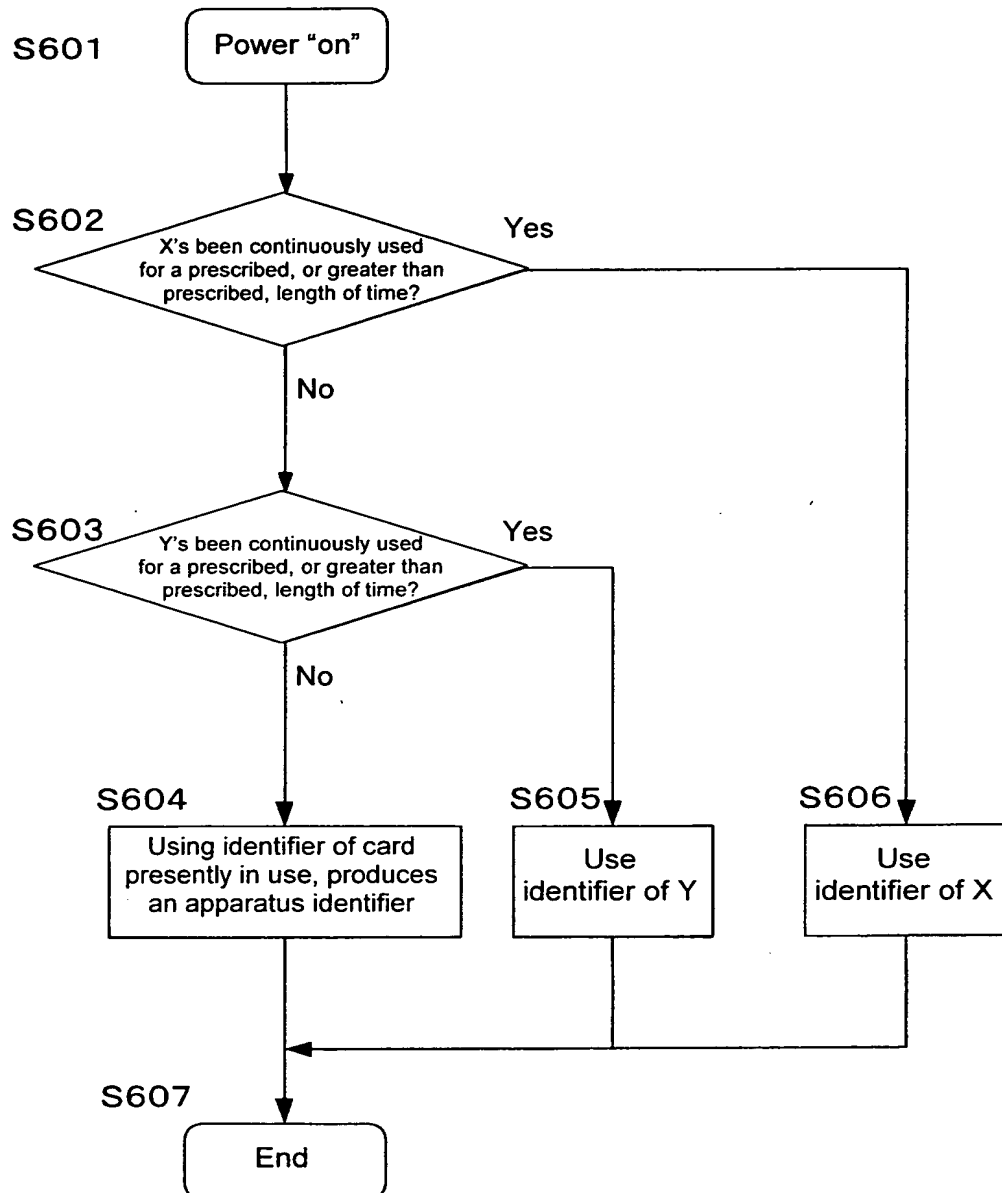 S601
Power “on”
S602
Yes
X's been continuously used
for a prescribed, or greater than
prescribed, length of time?
No
S603
Yes
Y's been continuously used
for a prescribed, or greater than
prescribed, length of time?
No
S604
Using identifier of card
presently in use, produces
an apparatus identifier
S605
Use
identifier of Y
S606
Use
identifier of X
S607
End